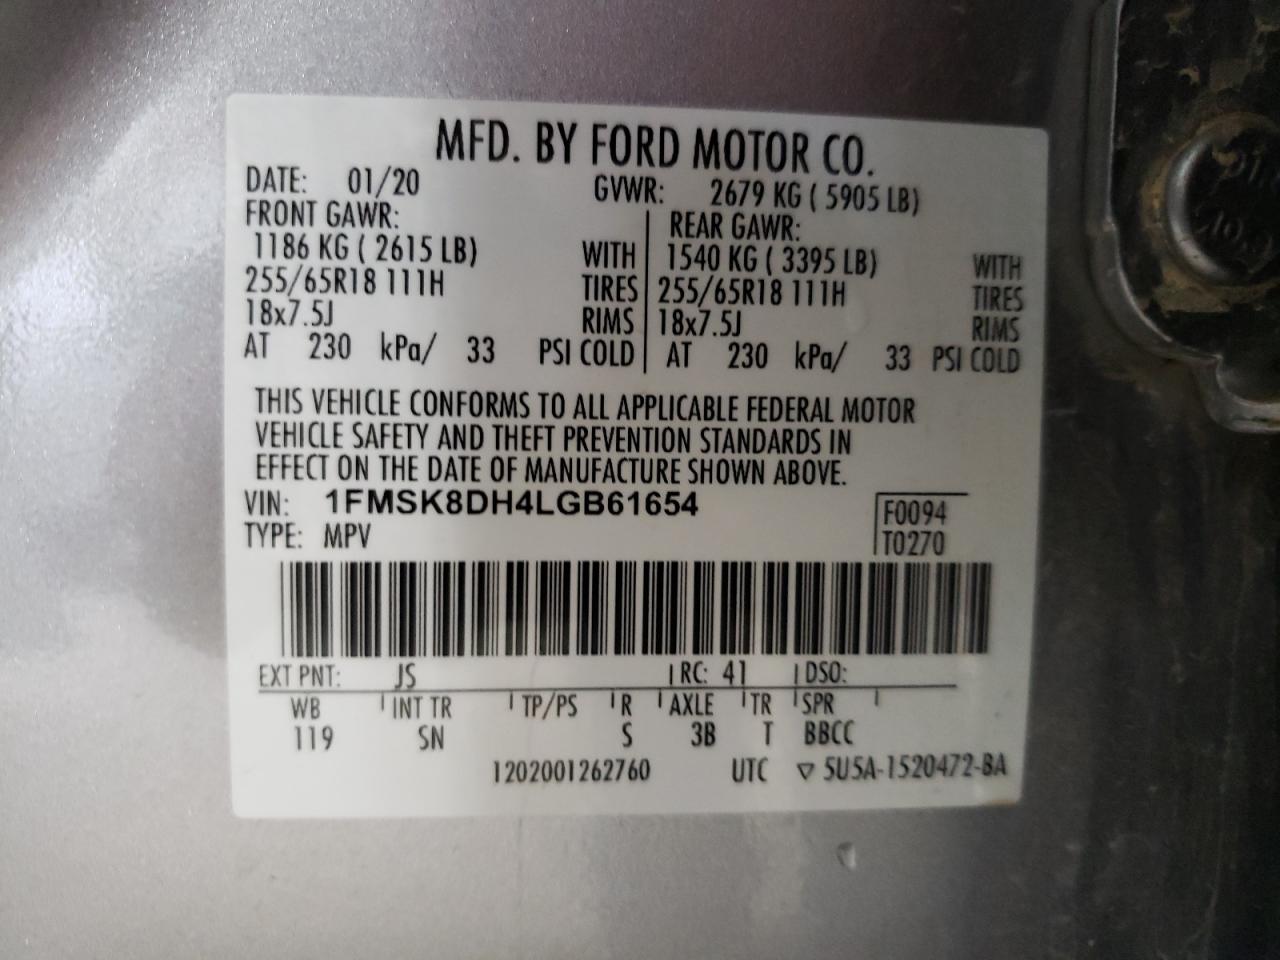 MFD. BY FORD MOTOR CO.
DATE: 01/20 GVWR: 2679 KG ( 5905 LB)
FRONT GAWR: REAR GAWR:
1186 KG ( 2615 LB) WITH 1540 KG ( 3395 LB) WITH
255/65R18 111H TIRES 255/65R18 111H TIRES
18x7.5J RIMS 18x7.5J RIMS
AT 230 kPa/ 33 PSI COLD AT 230 kPa/ 33 PSI COLD
THIS VEHICLE CONFORMS TO ALL APPLICABLE FEDERAL MOTOR
VEHICLE SAFETY AND THEFT PREVENTION STANDARDS IN
EFFECT ON THE DATE OF MANUFACTURE SHOWN ABOVE.
VIN: 1FMSK8DH4LGB61654 F0094
TYPE: MPV T0270
EXT PNT: JS RC: 41 DSO:
WB INT TR TP/PS R AXLE TR SPR
119 SN S 3B T BBCC
1202001262760 UTC ▽ 5U5A-1520472-BA